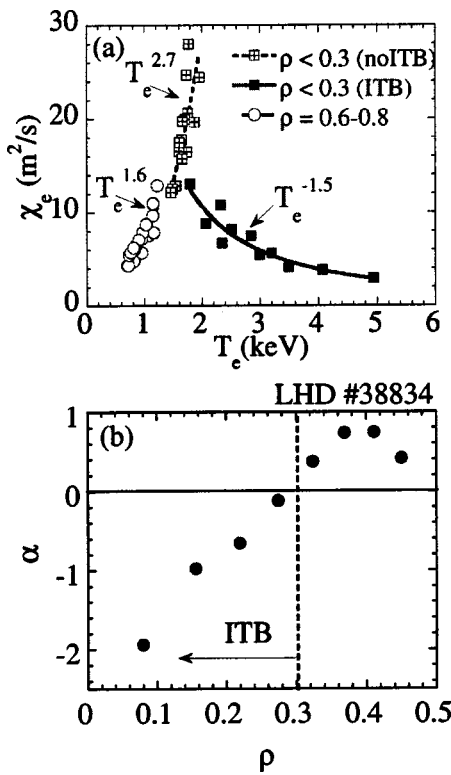 30
(a)
T_e^2.7
ρ < 0.3 (noITB)
ρ < 0.3 (ITB)
ρ = 0.6-0.8
20
χ_e (m²/s)
T_e^1.6
T_e^-1.5
10
0
0 1 2 3 4 5 6
T_e(keV)
LHD #38834
1
(b)
0
α
-1
ITB
-2
0 0.1 0.2 0.3 0.4 0.5
ρ